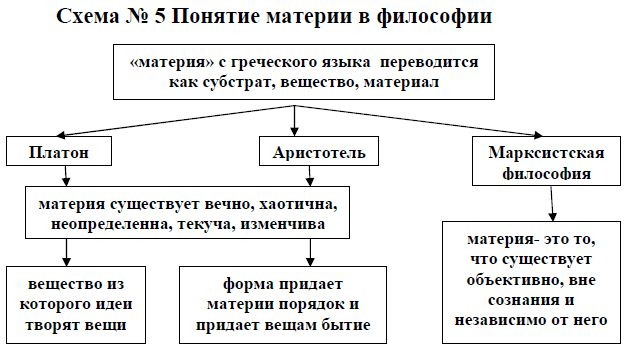 Схема № 5 Понятие материи в философии
«материя» с греческого языка переводится
как субстрат, вещество, материал
Платон
Аристотель
Марксистская
философия
материя существует вечно, хаотична,
неопределенна, текуча, изменчива
материя- это то,
что существует
объективно, вне
сознания и
независимо от него
вещество из
которого идеи
творят вещи
форма придает
материи порядок и
придает вещам бытие